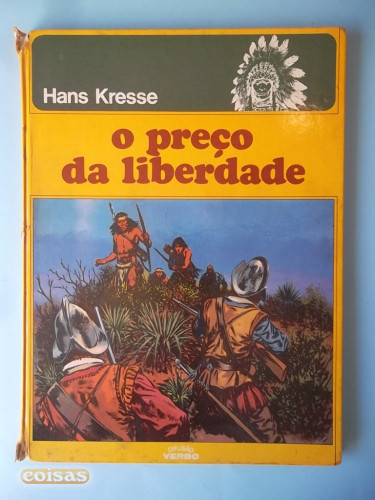 Hans Kresse
o preço
da liberdade
VERBO
coisas